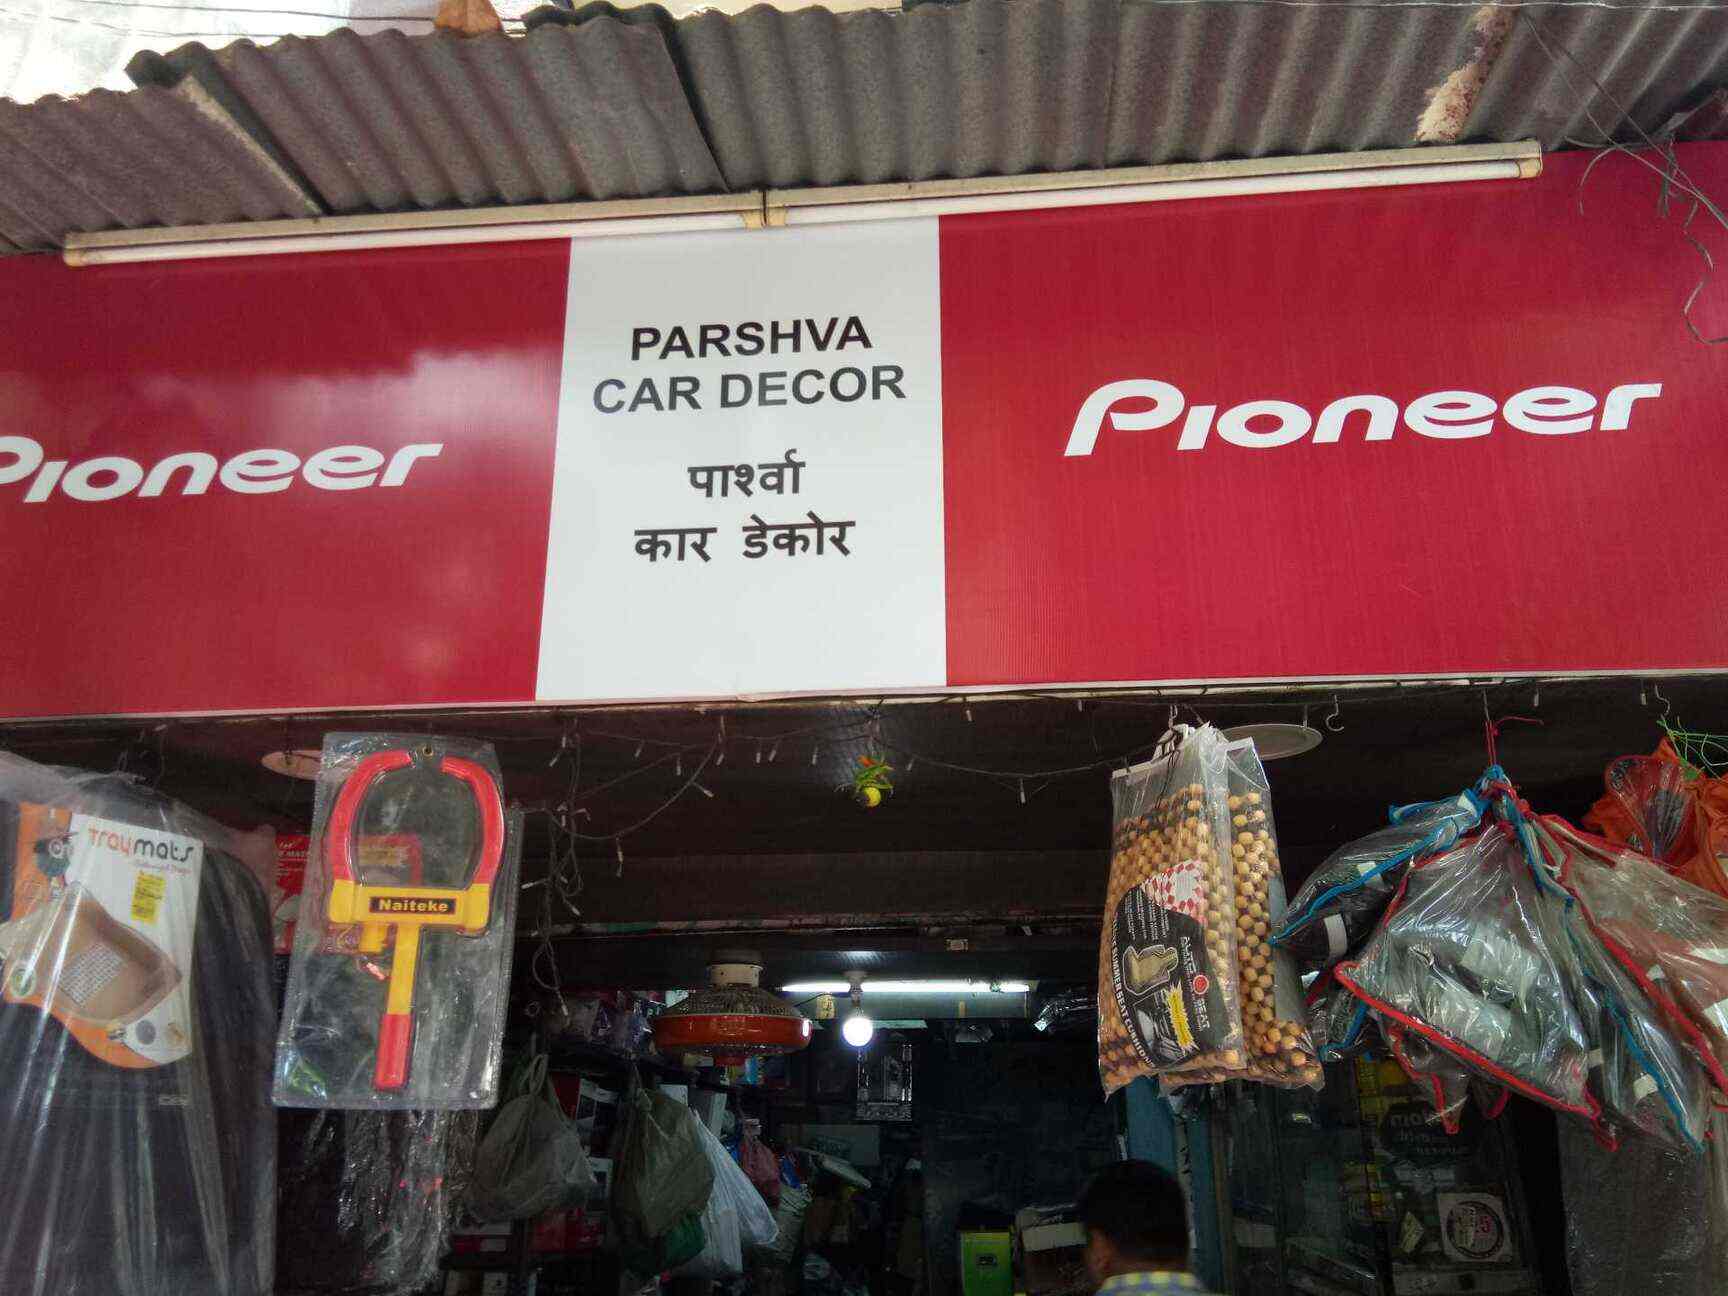 PARSHVA
CAR DECOR
पार्श्वा
कार डेकोर
Pioneer
Pioneer
Traymats
Naiteke